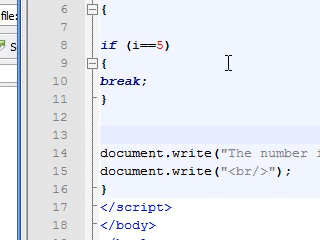 file:
S
6 {
7
8 if (i==5)
9 {
10 break;
11 }
12
13
14 document.write("The number i
15 document.write("<br/>");
16 }
17 </script>
18 </body>